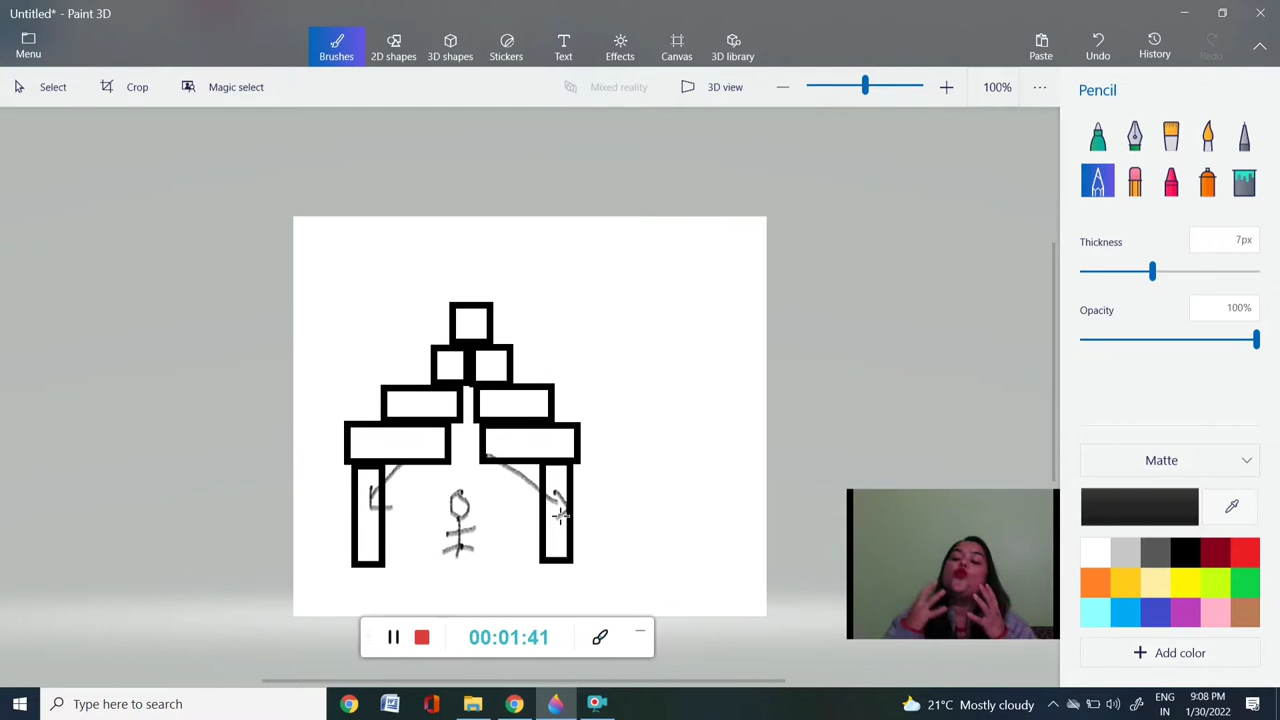 Untitled* - Paint 3D
Menu
Brushes
2D shapes
3D shapes
Stickers
Text
Effects
Canvas
3D library
Paste
Undo
History
Redo
Select
Crop
Magic select
Mixed reality
3D view
100%
Pencil
Thickness
7px
Opacity
100%
Matte
Add color
00:01:41
Type here to search
21°C Mostly cloudy
ENG
IN
9:08 PM
1/30/2022